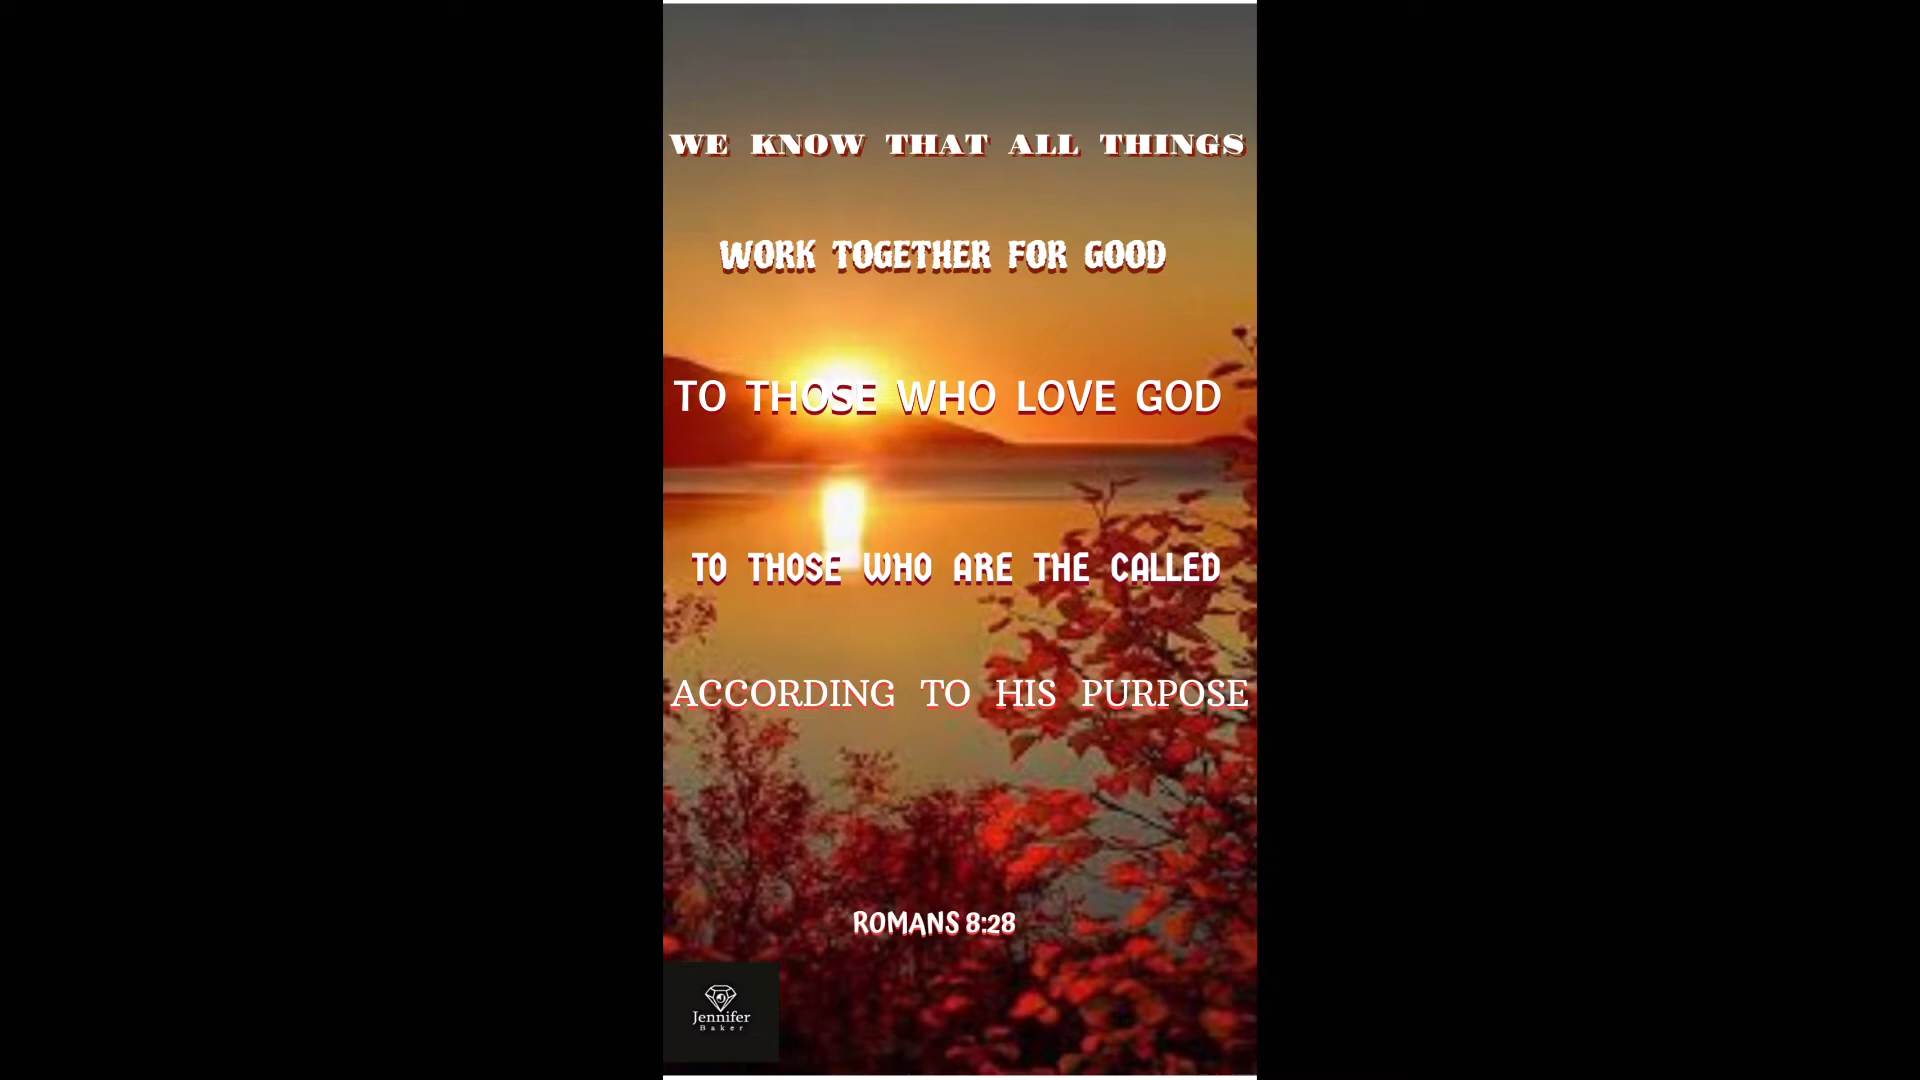 WE KNOW THAT ALL THINGS
WORK TOGETHER FOR GOOD
TO THOSE WHO LOVE GOD
TO THOSE WHO ARE THE CALLED
ACCORDING TO HIS PURPOSE
ROMANS 8:28
Jennifer
Baker